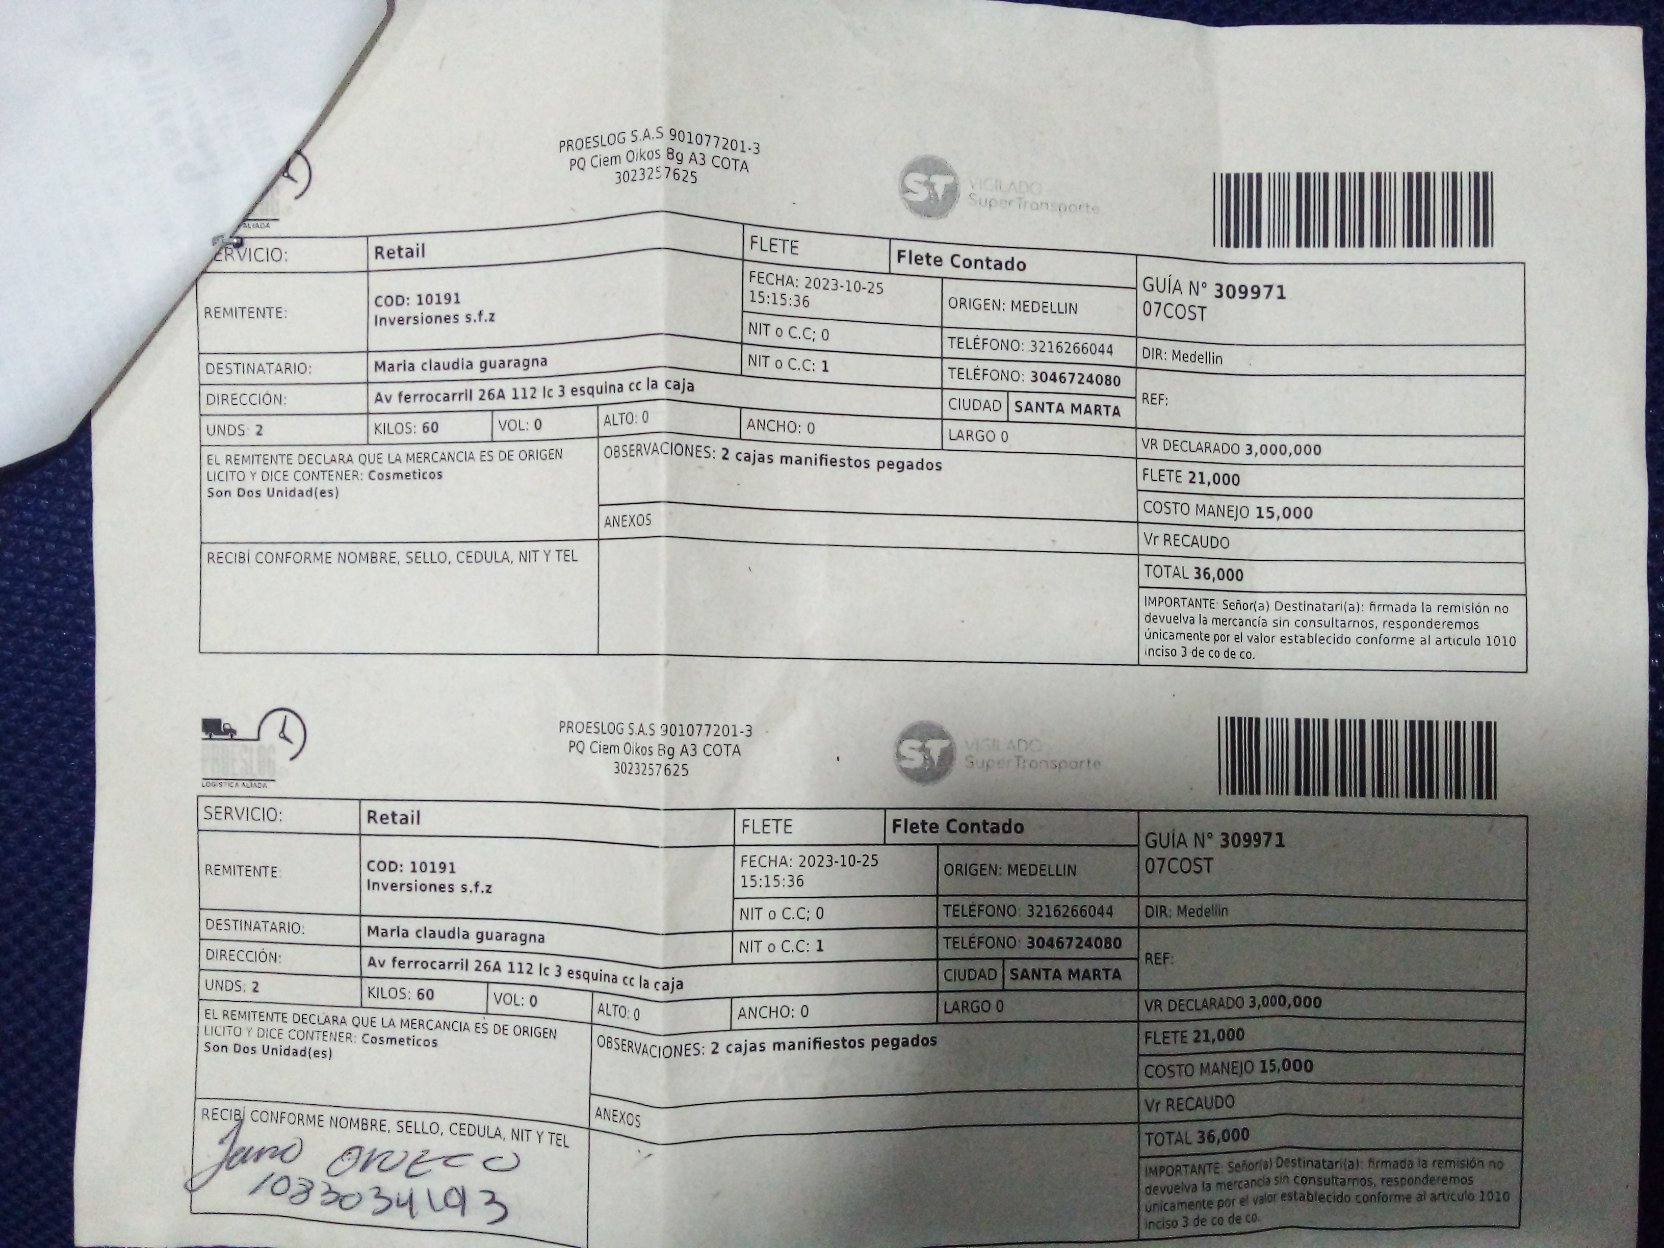 PROESLOG S.A.S 901077201-3
PQ Ciem Oikos Bg A3 COTA
3023257625
ST VIGILADO
SuperTransporte
ALIADA
SERVICIO: Retail FLETE Flete Contado
REMITENTE: COD: 10191
Inversiones s.f.z
FECHA: 2023-10-25
15:15:36
ORIGEN: MEDELLIN
GUÍA N° 309971
07COST
NIT o C.C; 0 TELÉFONO: 3216266044 DIR: Medellin
DESTINATARIO: Maria claudia guaragna NIT o C.C: 1 TELÉFONO: 3046724080
DIRECCIÓN: Av ferrocarril 26A 112 lc 3 esquina cc la caja CIUDAD SANTA MARTA REF:
UNDS: 2 KILOS: 60 VOL: 0 ALTO: 0 ANCHO: 0 LARGO 0 VR DECLARADO 3,000,000
EL REMITENTE DECLARA QUE LA MERCANCIA ES DE ORIGEN
LICITO Y DICE CONTENER: Cosmeticos
Son Dos Unidad(es)
OBSERVACIONES: 2 cajas manifiestos pegados
FLETE 21,000
COSTO MANEJO 15,000
ANEXOS
Vr RECAUDO
RECIBÍ CONFORME NOMBRE, SELLO, CEDULA, NIT Y TEL
TOTAL 36,000
IMPORTANTE: Señor(a) Destinatari(a): firmada la remisión no
devuelva la mercancía sin consultarnos, responderemos
únicamente por el valor establecido conforme al articulo 1010
inciso 3 de co de co.
LOGISTICA ALIADA
PROESLOG S.A.S 901077201-3
PQ Ciem Oikos Bg A3 COTA
3023257625
ST VIGILADO
SuperTransporte
SERVICIO: Retail FLETE Flete Contado
REMITENTE COD: 10191
Inversiones s.f.z
FECHA: 2023-10-25
15:15:36
ORIGEN: MEDELLIN
GUÍA N° 309971
07COST
NIT o C.C; 0 TELÉFONO: 3216266044 DIR: Medellin
DESTINATARIO: Maria claudia guaragna NIT o C.C: 1 TELÉFONO: 3046724080
DIRECCIÓN: Av ferrocarril 26A 112 lc 3 esquina cc la caja CIUDAD SANTA MARTA REF:
UNDS: 2 KILOS: 60 VOL: 0 ALTO: 0 ANCHO: 0 LARGO 0 VR DECLARADO 3,000,000
EL REMITENTE DECLARA QUE LA MERCANCIA ES DE ORIGEN
LICITO Y DICE CONTENER: Cosmeticos
Son Dos Unidad(es)
OBSERVACIONES: 2 cajas manifiestos pegados
FLETE 21,000
COSTO MANEJO 15,000
ANEXOS
Vr RECAUDO
RECIBÍ CONFORME NOMBRE, SELLO, CEDULA, NIT Y TEL
TOTAL 36,000
IMPORTANTE: Señor(a) Destinatari(a): firmada la remisión no
devuelva la mercancía sin consultarnos, responderemos
únicamente por el valor establecido conforme al articulo 1010
inciso 3 de co de co.